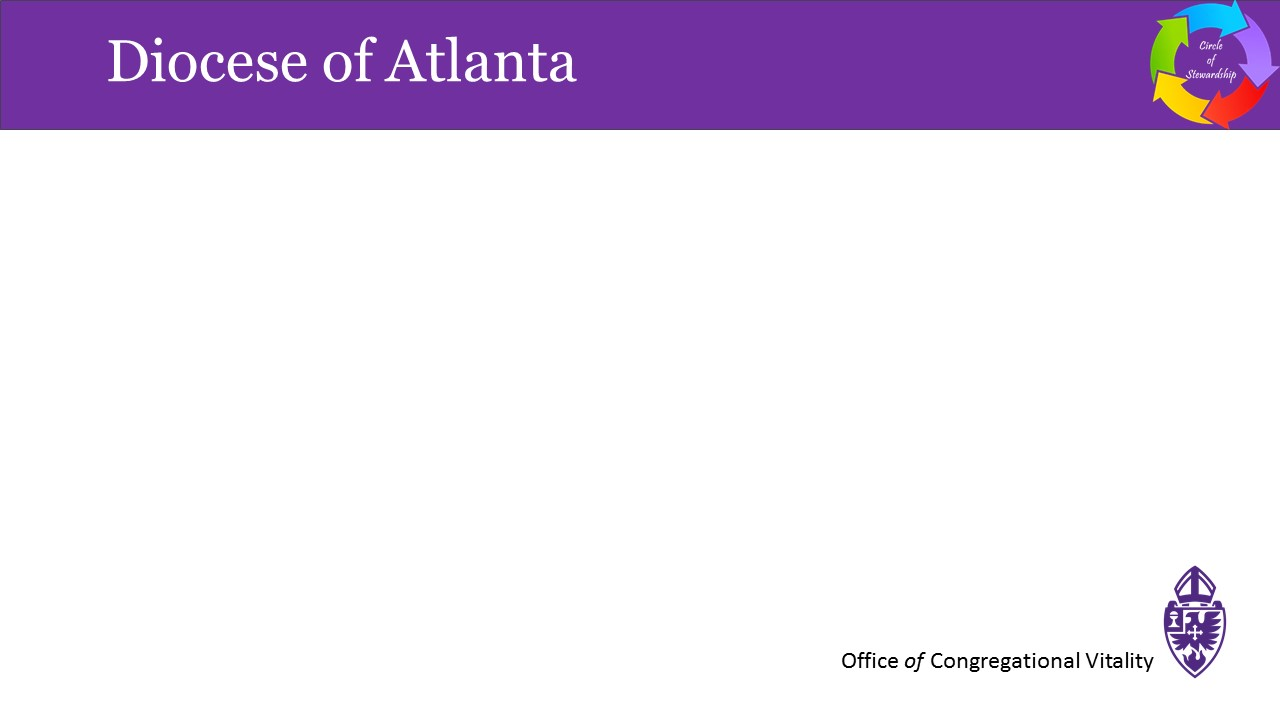 Diocese of Atlanta
Circle
of
Stewardship
Office of Congregational Vitality